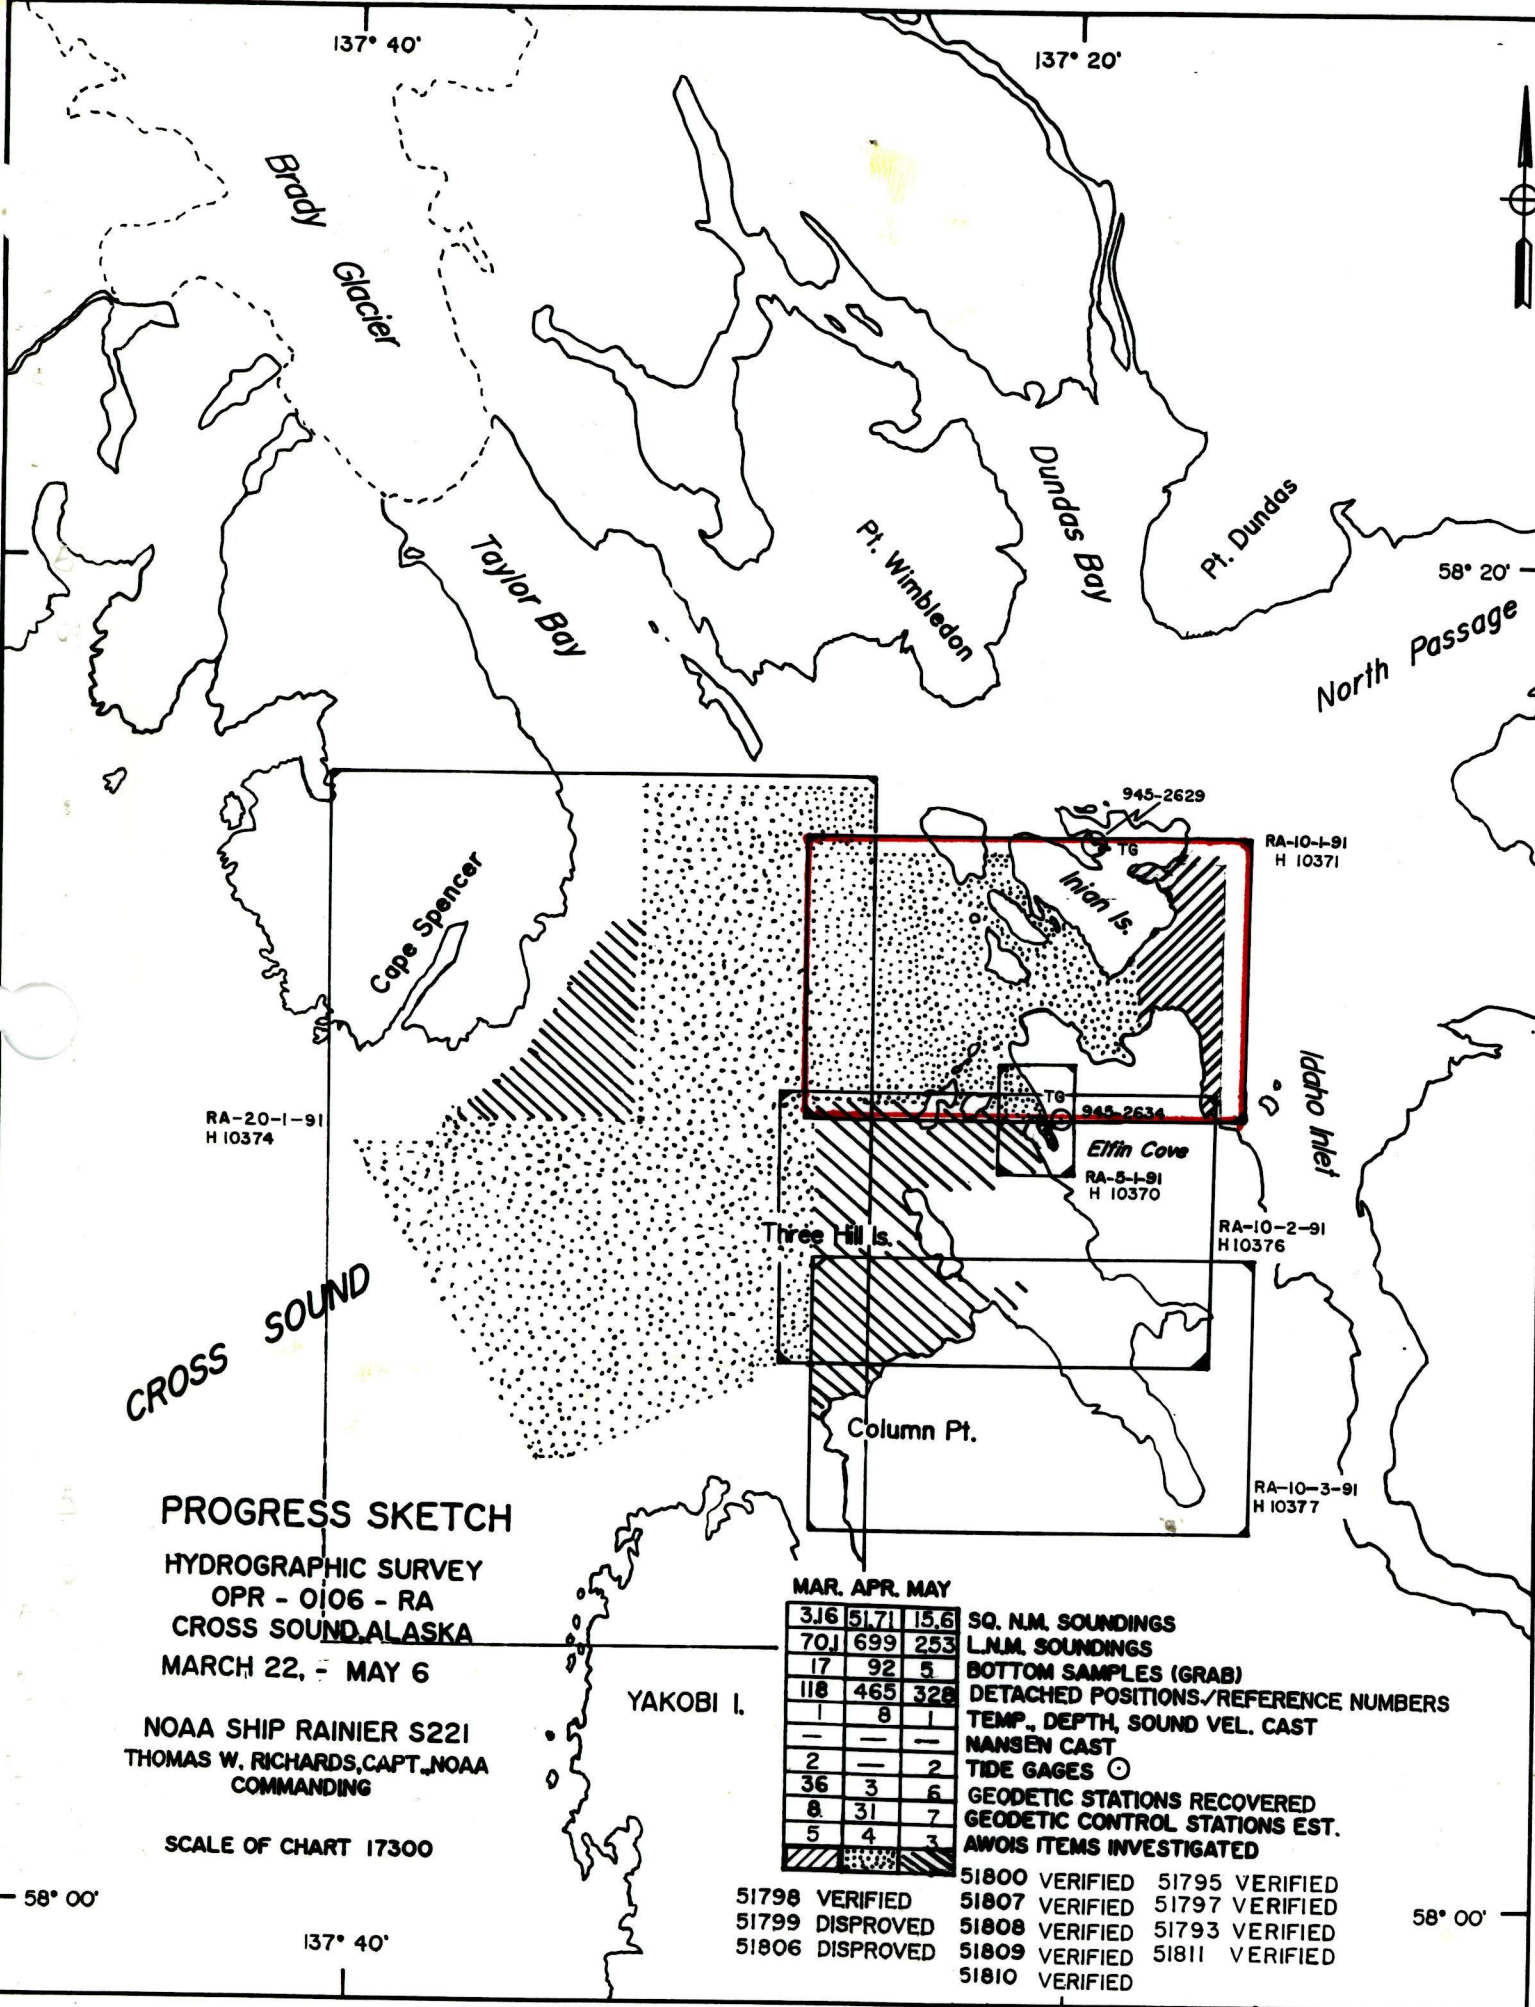 137° 40'
137° 20'
Brady
Glacier
Taylor Bay
Dundas Bay
Pt. Wimbledon
Pt. Dundas
58° 20'
North Passage
945-2629
TG
RA-10-1-91
H 10371
Inian Is.
Cape Spencer
Idaho Inlet
RA-20-1-91
H 10374
TG
945-2634
Elfin Cove
RA-5-1-91
H 10370
RA-10-2-91
H 10376
Three Hill Is.
CROSS SOUND
Column Pt.
RA-10-3-91
H 10377
PROGRESS SKETCH
HYDROGRAPHIC SURVEY
OPR - 0106 - RA
CROSS SOUND, ALASKA
MARCH 22, - MAY 6
NOAA SHIP RAINIER S221
THOMAS W. RICHARDS, CAPT., NOAA
COMMANDING
SCALE OF CHART 17300
YAKOBI I.
MAR. APR. MAY
3.16 51.71 15.6 SQ. N.M. SOUNDINGS
70.1 699 253 L.N.M. SOUNDINGS
17 92 5 BOTTOM SAMPLES (GRAB)
118 465 328 DETACHED POSITIONS/REFERENCE NUMBERS
1 8 1 TEMP., DEPTH, SOUND VEL. CAST
— — — NANSEN CAST
2 — 2 TIDE GAGES
36 3 6 GEODETIC STATIONS RECOVERED
8 31 7 GEODETIC CONTROL STATIONS EST.
5 4 3 AWOIS ITEMS INVESTIGATED
51800 VERIFIED 51795 VERIFIED
51798 VERIFIED 51807 VERIFIED 51797 VERIFIED
51799 DISPROVED 51808 VERIFIED 51793 VERIFIED
51806 DISPROVED 51809 VERIFIED 51811 VERIFIED
51810 VERIFIED
58° 00'
58° 00'
137° 40'